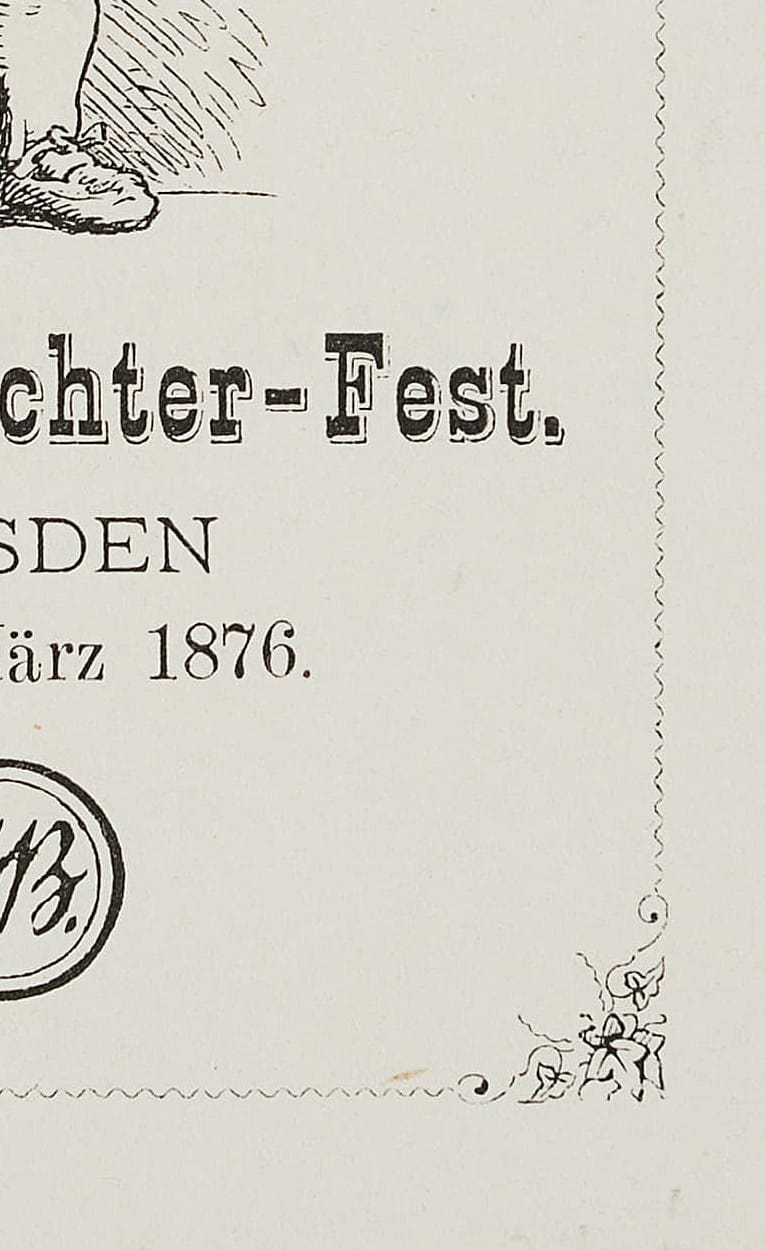 chter-Fest.
SDEN
ärz 1876.
B.